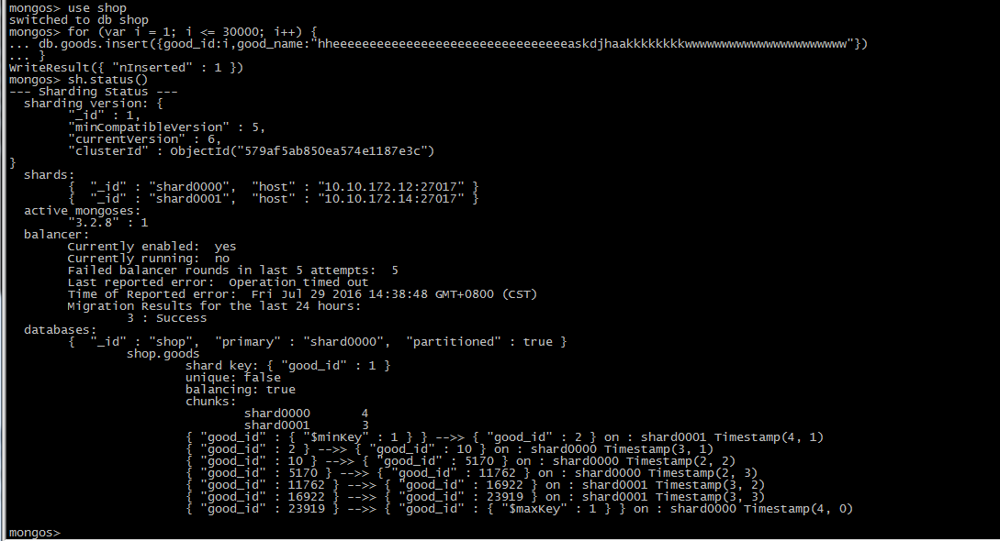 mongos> use shop
switched to db shop
mongos> for (var i = 1; i <= 30000; i++) {
... db.goods.insert({good_id:i,good_name:"hheeeeeeeeeeeeeeeeeeeeeeeeeeeeeeeeaskdjhaakkkkkkkkwwwwwwwwwwwwwwwwwwwwww"})
... }
WriteResult({ "nInserted" : 1 })
mongos> sh.status()
--- Sharding Status ---
  sharding version: {
        "_id" : 1,
        "minCompatibleVersion" : 5,
        "currentVersion" : 6,
        "clusterId" : ObjectId("579af5ab850ea574e1187e3c")
}
  shards:
        {  "_id" : "shard0000",  "host" : "10.10.172.12:27017" }
        {  "_id" : "shard0001",  "host" : "10.10.172.14:27017" }
  active mongoses:
        "3.2.8" : 1
  balancer:
        Currently enabled:  yes
        Currently running:  no
        Failed balancer rounds in last 5 attempts:  5
        Last reported error:  Operation timed out
        Time of Reported error:  Fri Jul 29 2016 14:38:48 GMT+0800 (CST)
        Migration Results for the last 24 hours:
                3 : Success
  databases:
        {  "_id" : "shop",  "primary" : "shard0000",  "partitioned" : true }
                shop.goods
                        shard key: { "good_id" : 1 }
                        unique: false
                        balancing: true
                        chunks:
                                shard0000       4
                                shard0001       3
                        { "good_id" : { "$minKey" : 1 } } -->> { "good_id" : 2 } on : shard0001 Timestamp(4, 1)
                        { "good_id" : 2 } -->> { "good_id" : 10 } on : shard0000 Timestamp(3, 1)
                        { "good_id" : 10 } -->> { "good_id" : 5170 } on : shard0000 Timestamp(2, 2)
                        { "good_id" : 5170 } -->> { "good_id" : 11762 } on : shard0000 Timestamp(2, 3)
                        { "good_id" : 11762 } -->> { "good_id" : 16922 } on : shard0001 Timestamp(3, 2)
                        { "good_id" : 16922 } -->> { "good_id" : 23919 } on : shard0001 Timestamp(3, 3)
                        { "good_id" : 23919 } -->> { "good_id" : { "$maxKey" : 1 } } on : shard0000 Timestamp(4, 0)
mongos>